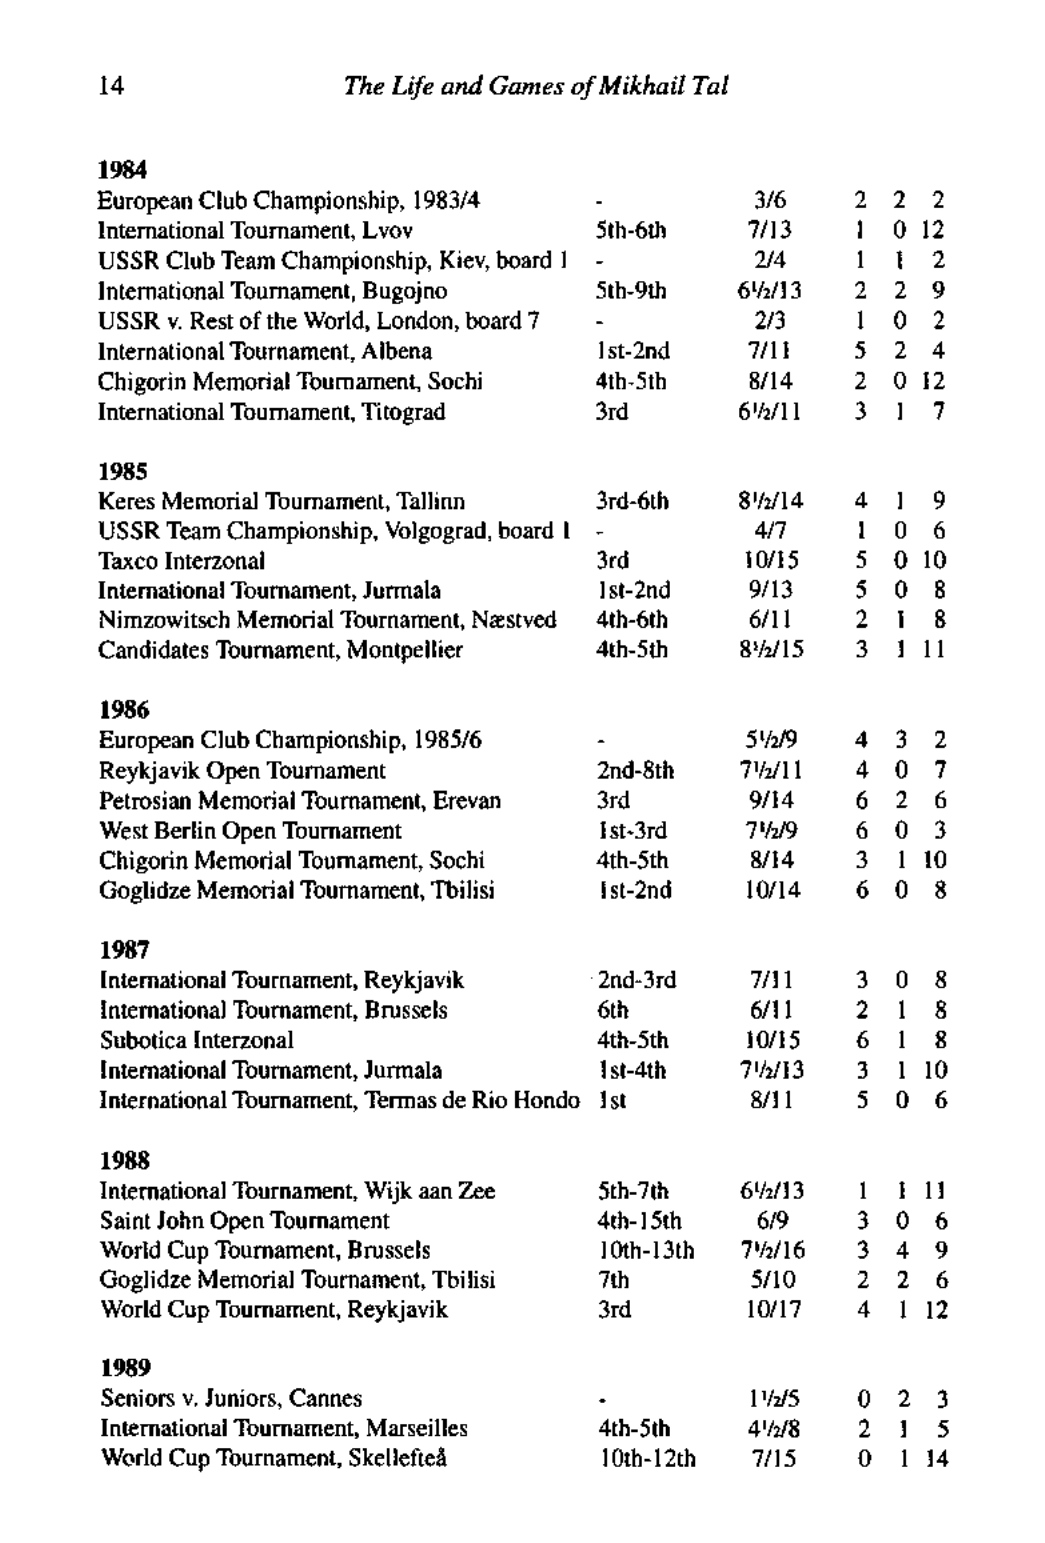 14 The Life and Games of Mikhail Tal
1984
European Club Championship, 1983/4 - 3/6 2 2 2
International Tournament, Lvov 5th-6th 7/13 1 0 12
USSR Club Team Championship, Kiev, board 1 - 2/4 1 1 2
International Tournament, Bugojno 5th-9th 6½/13 2 2 9
USSR v. Rest of the World, London, board 7 - 2/3 1 0 2
International Tournament, Albena 1st-2nd 7/11 5 2 4
Chigorin Memorial Tournament, Sochi 4th-5th 8/14 2 0 12
International Tournament, Titograd 3rd 6½/11 3 1 7
1985
Keres Memorial Tournament, Tallinn 3rd-6th 8½/14 4 1 9
USSR Team Championship, Volgograd, board 1 - 4/7 1 0 6
Taxco Interzonal 3rd 10/15 5 0 10
International Tournament, Jurmala 1st-2nd 9/13 5 0 8
Nimzowitsch Memorial Tournament, Næstved 4th-6th 6/11 2 1 8
Candidates Tournament, Montpellier 4th-5th 8½/15 3 1 11
1986
European Club Championship, 1985/6 - 5½/9 4 3 2
Reykjavik Open Tournament 2nd-8th 7½/11 4 0 7
Petrosian Memorial Tournament, Erevan 3rd 9/14 6 2 6
West Berlin Open Tournament 1st-3rd 7½/9 6 0 3
Chigorin Memorial Tournament, Sochi 4th-5th 8/14 3 1 10
Goglidze Memorial Tournament, Tbilisi 1st-2nd 10/14 6 0 8
1987
International Tournament, Reykjavik 2nd-3rd 7/11 3 0 8
International Tournament, Brussels 6th 6/11 2 1 8
Subotica Interzonal 4th-5th 10/15 6 1 8
International Tournament, Jurmala 1st-4th 7½/13 3 1 10
International Tournament, Termas de Rio Hondo 1st 8/11 5 0 6
1988
International Tournament, Wijk aan Zee 5th-7th 6½/13 1 1 11
Saint John Open Tournament 4th-15th 6/9 3 0 6
World Cup Tournament, Brussels 10th-13th 7½/16 3 4 9
Goglidze Memorial Tournament, Tbilisi 7th 5/10 2 2 6
World Cup Tournament, Reykjavik 3rd 10/17 4 1 12
1989
Seniors v. Juniors, Cannes - 1½/5 0 2 3
International Tournament, Marseilles 4th-5th 4½/8 2 1 5
World Cup Tournament, Skellefteå 10th-12th 7/15 0 1 14